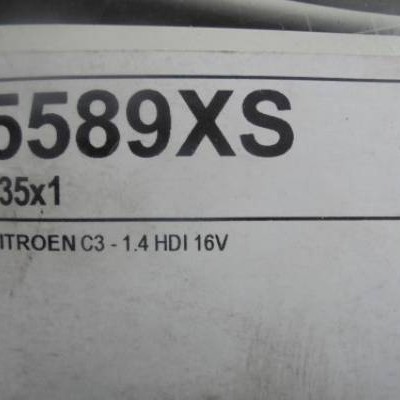 5589XS
35x1
ITROEN C3 - 1.4 HDI 16V